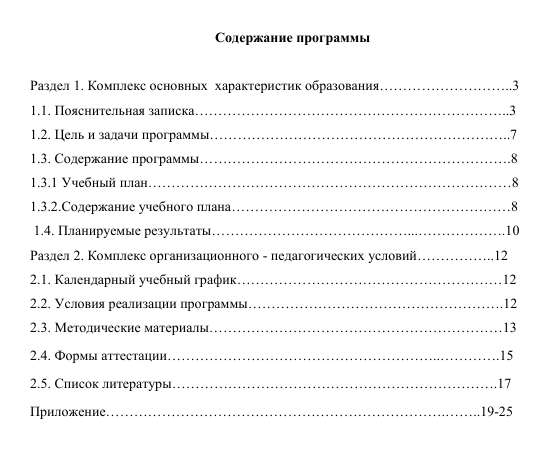 Содержание программы
Раздел 1. Комплекс основных  характеристик образования………………………..3
1.1. Пояснительная записка…………………………………………………………..3
1.2. Цель и задачи программы………………………………………………………..7
1.3. Содержание программы…………………………………………………………8
1.3.1 Учебный план……………………………………………………………………8
1.3.2.Содержание учебного плана……………………………………………………8
1.4. Планируемые результаты……………………………………...………………10
Раздел 2. Комплекс организационного - педагогических условий……………..12
2.1. Календарный учебный график…………………………………………………12
2.2. Условия реализации программы………………………………………………12
2.3. Методические материалы………………………………………………………13
2.4. Формы аттестации……………………………………………………..…………15
2.5. Список литературы………………………………………………………………17
Приложение……………………………………………………………….……..19-25